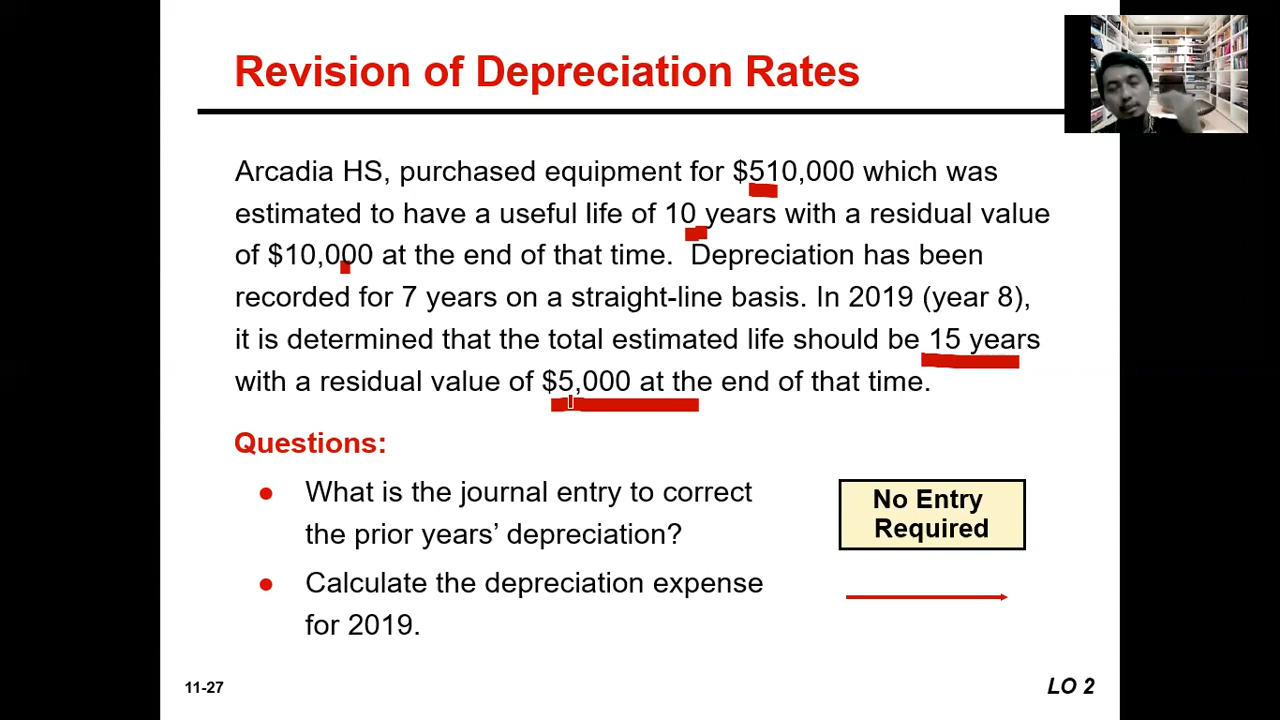 Revision of Depreciation Rates
Arcadia HS, purchased equipment for $510,000 which was
estimated to have a useful life of 10 years with a residual value
of $10,000 at the end of that time. Depreciation has been
recorded for 7 years on a straight-line basis. In 2019 (year 8),
it is determined that the total estimated life should be 15 years
with a residual value of $5,000 at the end of that time.
Questions:
● What is the journal entry to correct
the prior years’ depreciation?
No Entry
Required
● Calculate the depreciation expense
for 2019.
11-27
LO 2